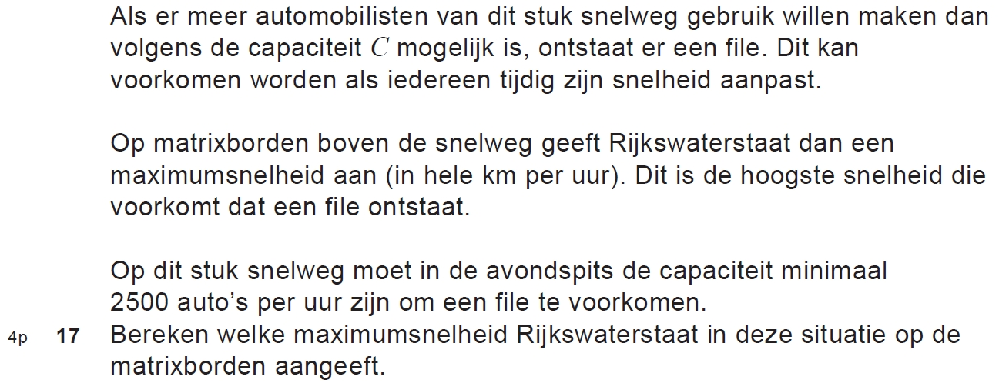 Als er meer automobilisten van dit stuk snelweg gebruik willen maken dan
volgens de capaciteit C mogelijk is, ontstaat er een file. Dit kan
voorkomen worden als iedereen tijdig zijn snelheid aanpast.
Op matrixborden boven de snelweg geeft Rijkswaterstaat dan een
maximumsnelheid aan (in hele km per uur). Dit is de hoogste snelheid die
voorkomt dat een file ontstaat.
Op dit stuk snelweg moet in de avondspits de capaciteit minimaal
2500 auto’s per uur zijn om een file te voorkomen.
4p 17 Bereken welke maximumsnelheid Rijkswaterstaat in deze situatie op de
matrixborden aangeeft.